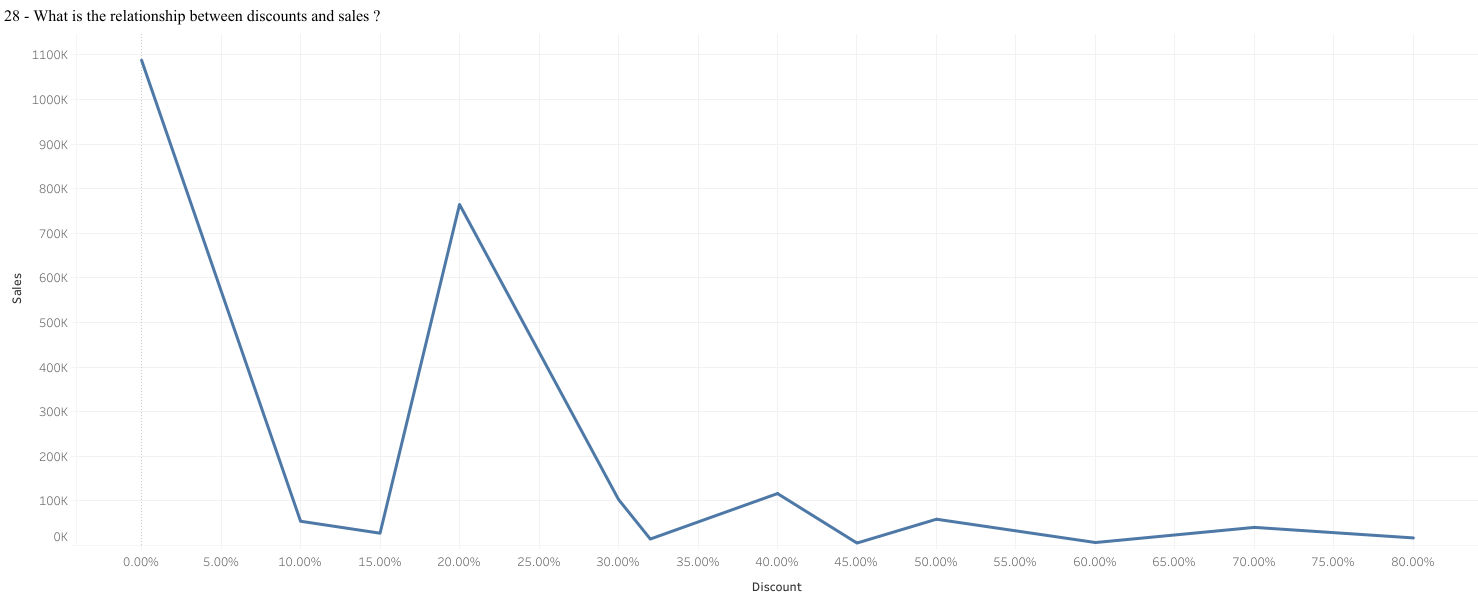 28 - What is the relationship between discounts and sales ?
1100K
1000K
900K
800K
700K
600K
500K
400K
300K
200K
100K
0K
Sales
0.00% 5.00% 10.00% 15.00% 20.00% 25.00% 30.00% 35.00% 40.00% 45.00% 50.00% 55.00% 60.00% 65.00% 70.00% 75.00% 80.00%
Discount